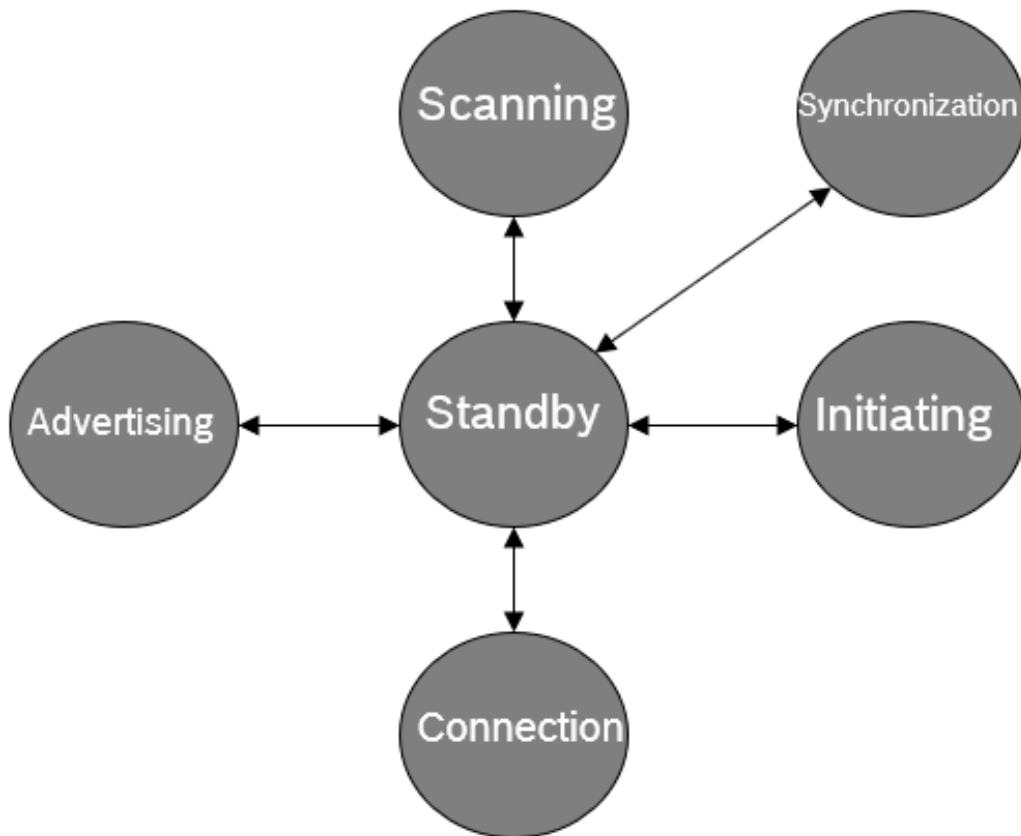 Scanning
Synchronization
Advertising
Standby
Initiating
Connection